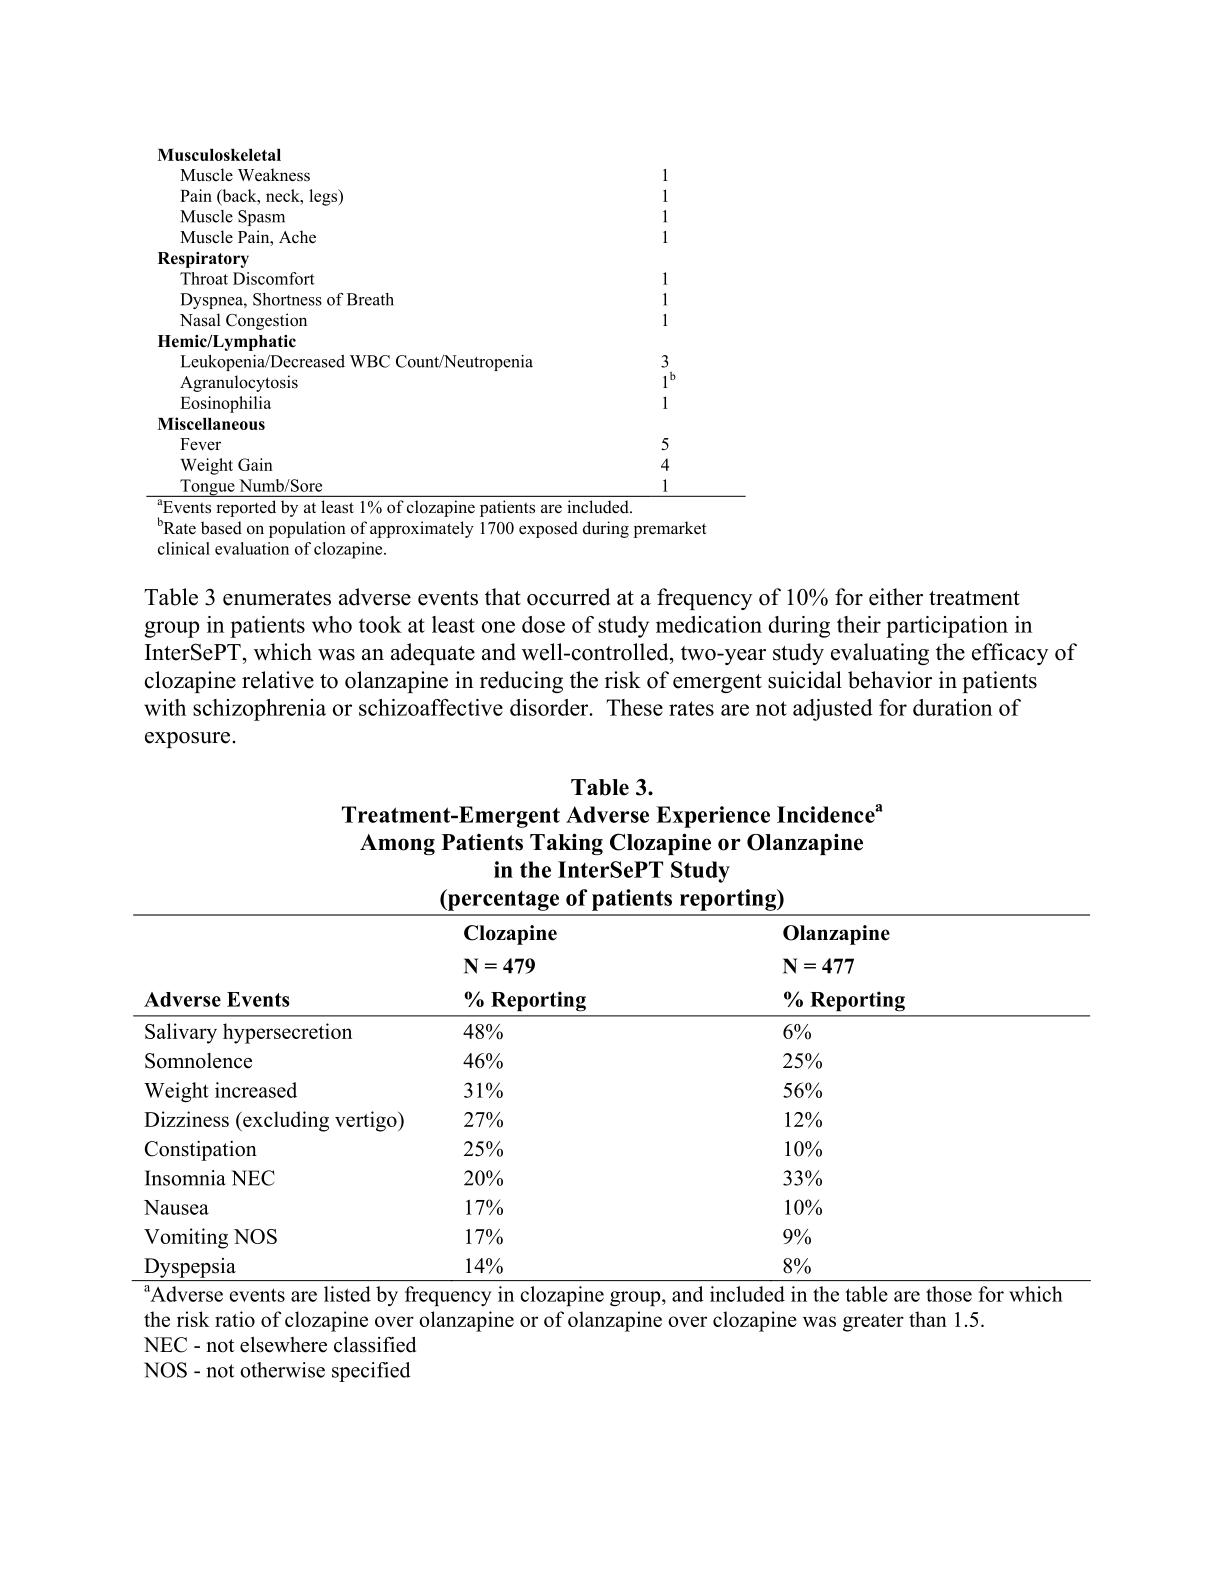 Musculoskeletal
Muscle Weakness 1
Pain (back, neck, legs) 1
Muscle Spasm 1
Muscle Pain, Ache 1
Respiratory
Throat Discomfort 1
Dyspnea, Shortness of Breath 1
Nasal Congestion 1
Hemic/Lymphatic
Leukopenia/Decreased WBC Count/Neutropenia 3
Agranulocytosis 1b
Eosinophilia 1
Miscellaneous
Fever 5
Weight Gain 4
Tongue Numb/Sore 1
aEvents reported by at least 1% of clozapine patients are included.
bRate based on population of approximately 1700 exposed during premarket
clinical evaluation of clozapine.
Table 3 enumerates adverse events that occurred at a frequency of 10% for either treatment
group in patients who took at least one dose of study medication during their participation in
InterSePT, which was an adequate and well-controlled, two-year study evaluating the efficacy of
clozapine relative to olanzapine in reducing the risk of emergent suicidal behavior in patients
with schizophrenia or schizoaffective disorder.  These rates are not adjusted for duration of
exposure.
Table 3.
Treatment-Emergent Adverse Experience Incidencea
Among Patients Taking Clozapine or Olanzapine
in the InterSePT Study
(percentage of patients reporting)
Clozapine Olanzapine
N = 479 N = 477
Adverse Events % Reporting % Reporting
Salivary hypersecretion 48% 6%
Somnolence 46% 25%
Weight increased 31% 56%
Dizziness (excluding vertigo) 27% 12%
Constipation 25% 10%
Insomnia NEC 20% 33%
Nausea 17% 10%
Vomiting NOS 17% 9%
Dyspepsia 14% 8%
aAdverse events are listed by frequency in clozapine group, and included in the table are those for which
the risk ratio of clozapine over olanzapine or of olanzapine over clozapine was greater than 1.5.
NEC - not elsewhere classified
NOS - not otherwise specified